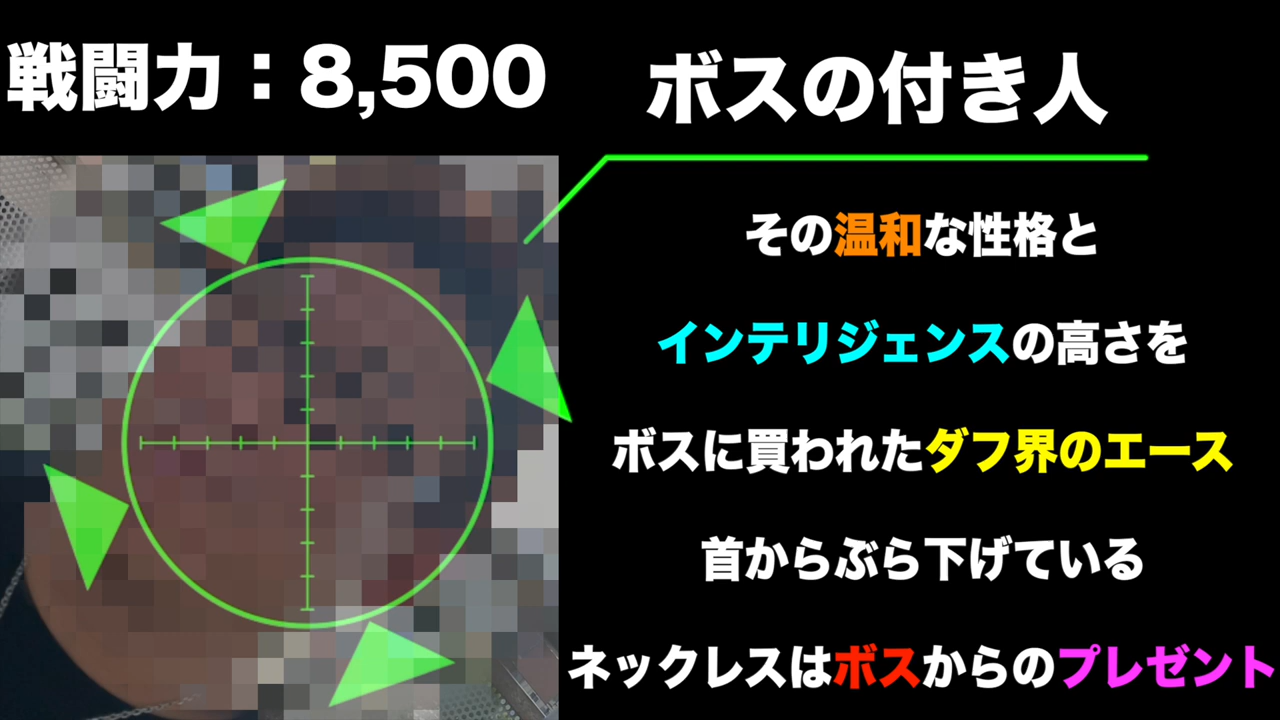 戦闘力：8,500
ボスの付き人
その温和な性格と
インテリジェンスの高さを
ボスに買われたダフ界のエース
首からぶら下げている
ネックレスはボスからのプレゼント